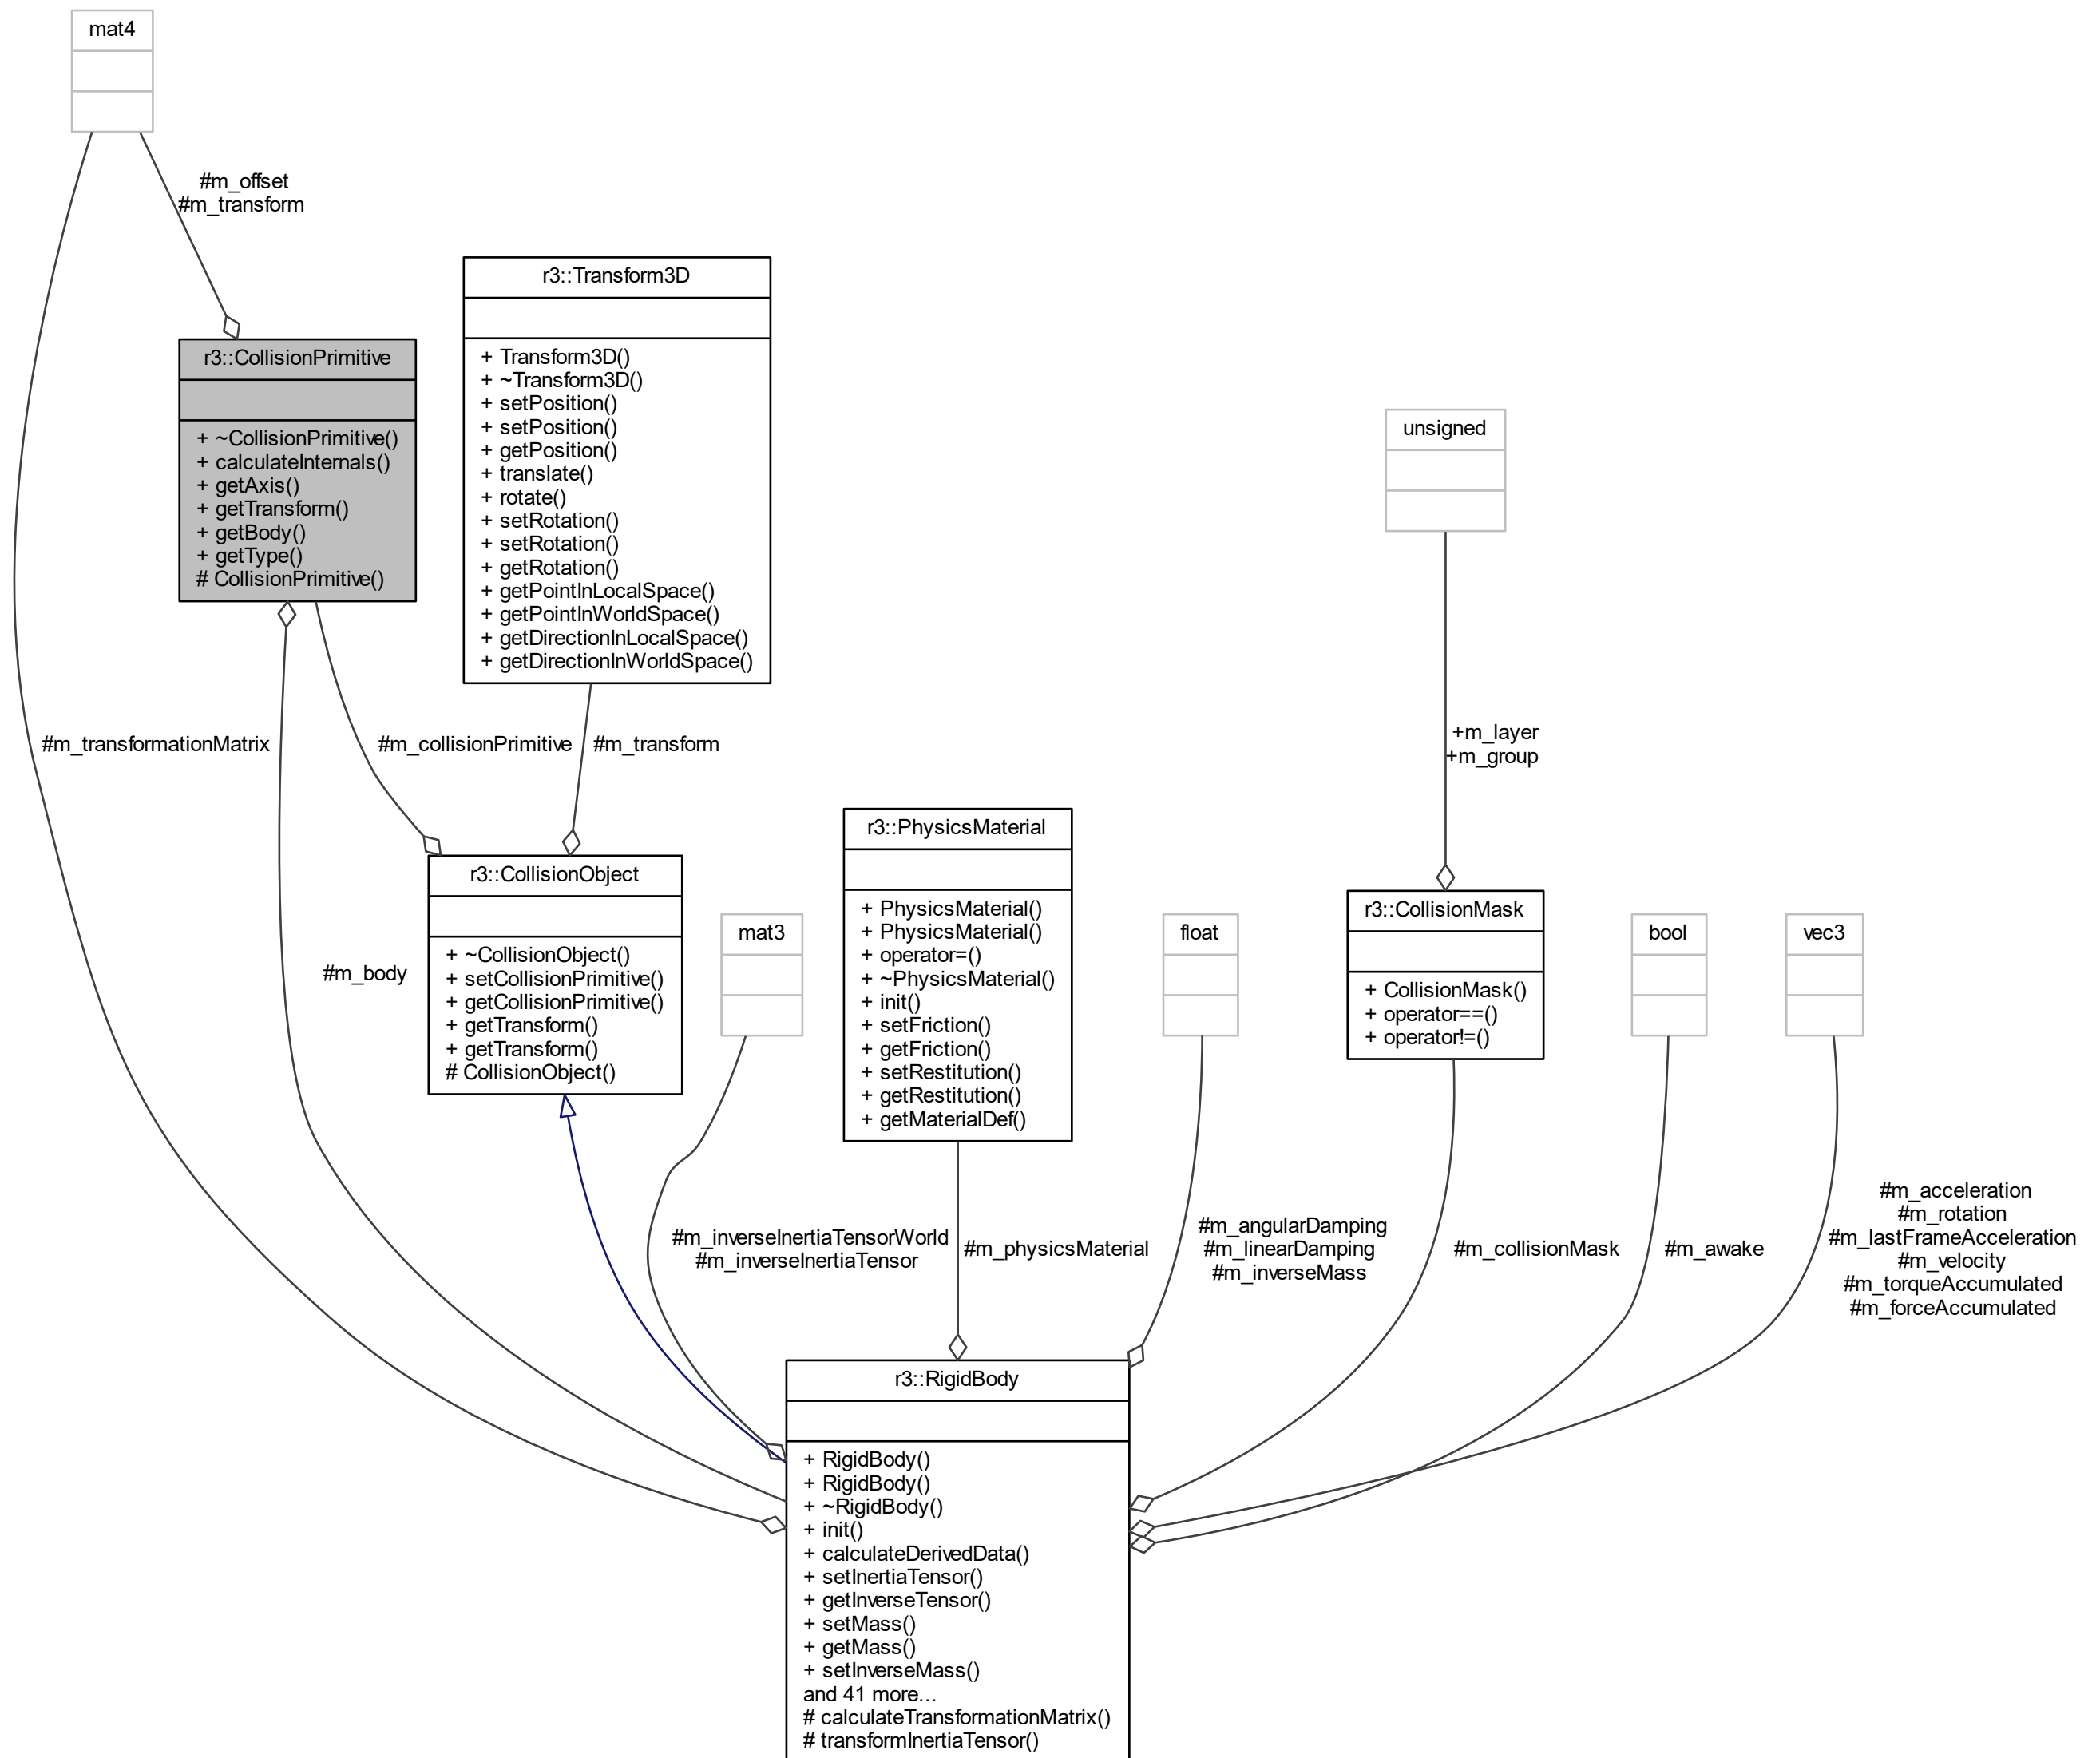 mat4
#m_offset
#m_transform
r3::Transform3D
+ Transform3D()
+ ~Transform3D()
+ setPosition()
+ setPosition()
+ getPosition()
+ translate()
+ rotate()
+ setRotation()
+ setRotation()
+ getRotation()
+ getPointInLocalSpace()
+ getPointInWorldSpace()
+ getDirectionInLocalSpace()
+ getDirectionInWorldSpace()
r3::CollisionPrimitive
+ ~CollisionPrimitive()
+ calculateInternals()
+ getAxis()
+ getTransform()
+ getBody()
+ getType()
# CollisionPrimitive()
unsigned
#m_transformationMatrix
#m_collisionPrimitive
#m_transform
+m_layer
+m_group
r3::CollisionObject
+ ~CollisionObject()
+ setCollisionPrimitive()
+ getCollisionPrimitive()
+ getTransform()
+ getTransform()
# CollisionObject()
#m_body
mat3
r3::PhysicsMaterial
+ PhysicsMaterial()
+ PhysicsMaterial()
+ operator=()
+ ~PhysicsMaterial()
+ init()
+ setFriction()
+ getFriction()
+ setRestitution()
+ getRestitution()
+ getMaterialDef()
float
r3::CollisionMask
+ CollisionMask()
+ operator==()
+ operator!=()
bool
vec3
#m_inverseInertiaTensorWorld
#m_inverseInertiaTensor
#m_physicsMaterial
#m_angularDamping
#m_linearDamping
#m_inverseMass
#m_collisionMask
#m_awake
#m_acceleration
#m_rotation
#m_lastFrameAcceleration
#m_velocity
#m_torqueAccumulated
#m_forceAccumulated
r3::RigidBody
+ RigidBody()
+ RigidBody()
+ ~RigidBody()
+ init()
+ calculateDerivedData()
+ setInertiaTensor()
+ getInverseTensor()
+ setMass()
+ getMass()
+ setInverseMass()
and 41 more...
# calculateTransformationMatrix()
# transformInertiaTensor()